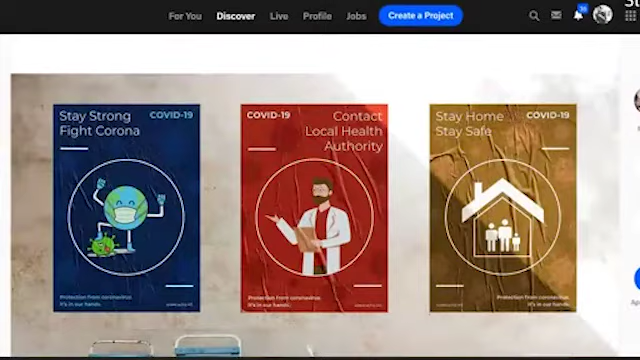 For You Discover Live Profile Jobs Create a Project
Stay Strong
Fight Corona
COVID-19
Protection from coronavirus
It's in our hands.
COVID-19
Contact
Local Health
Authority
Protection from coronavirus
It's in our hands.
Stay Home
Stay Safe
COVID-19
Protection from coronavirus
It's in our hands.